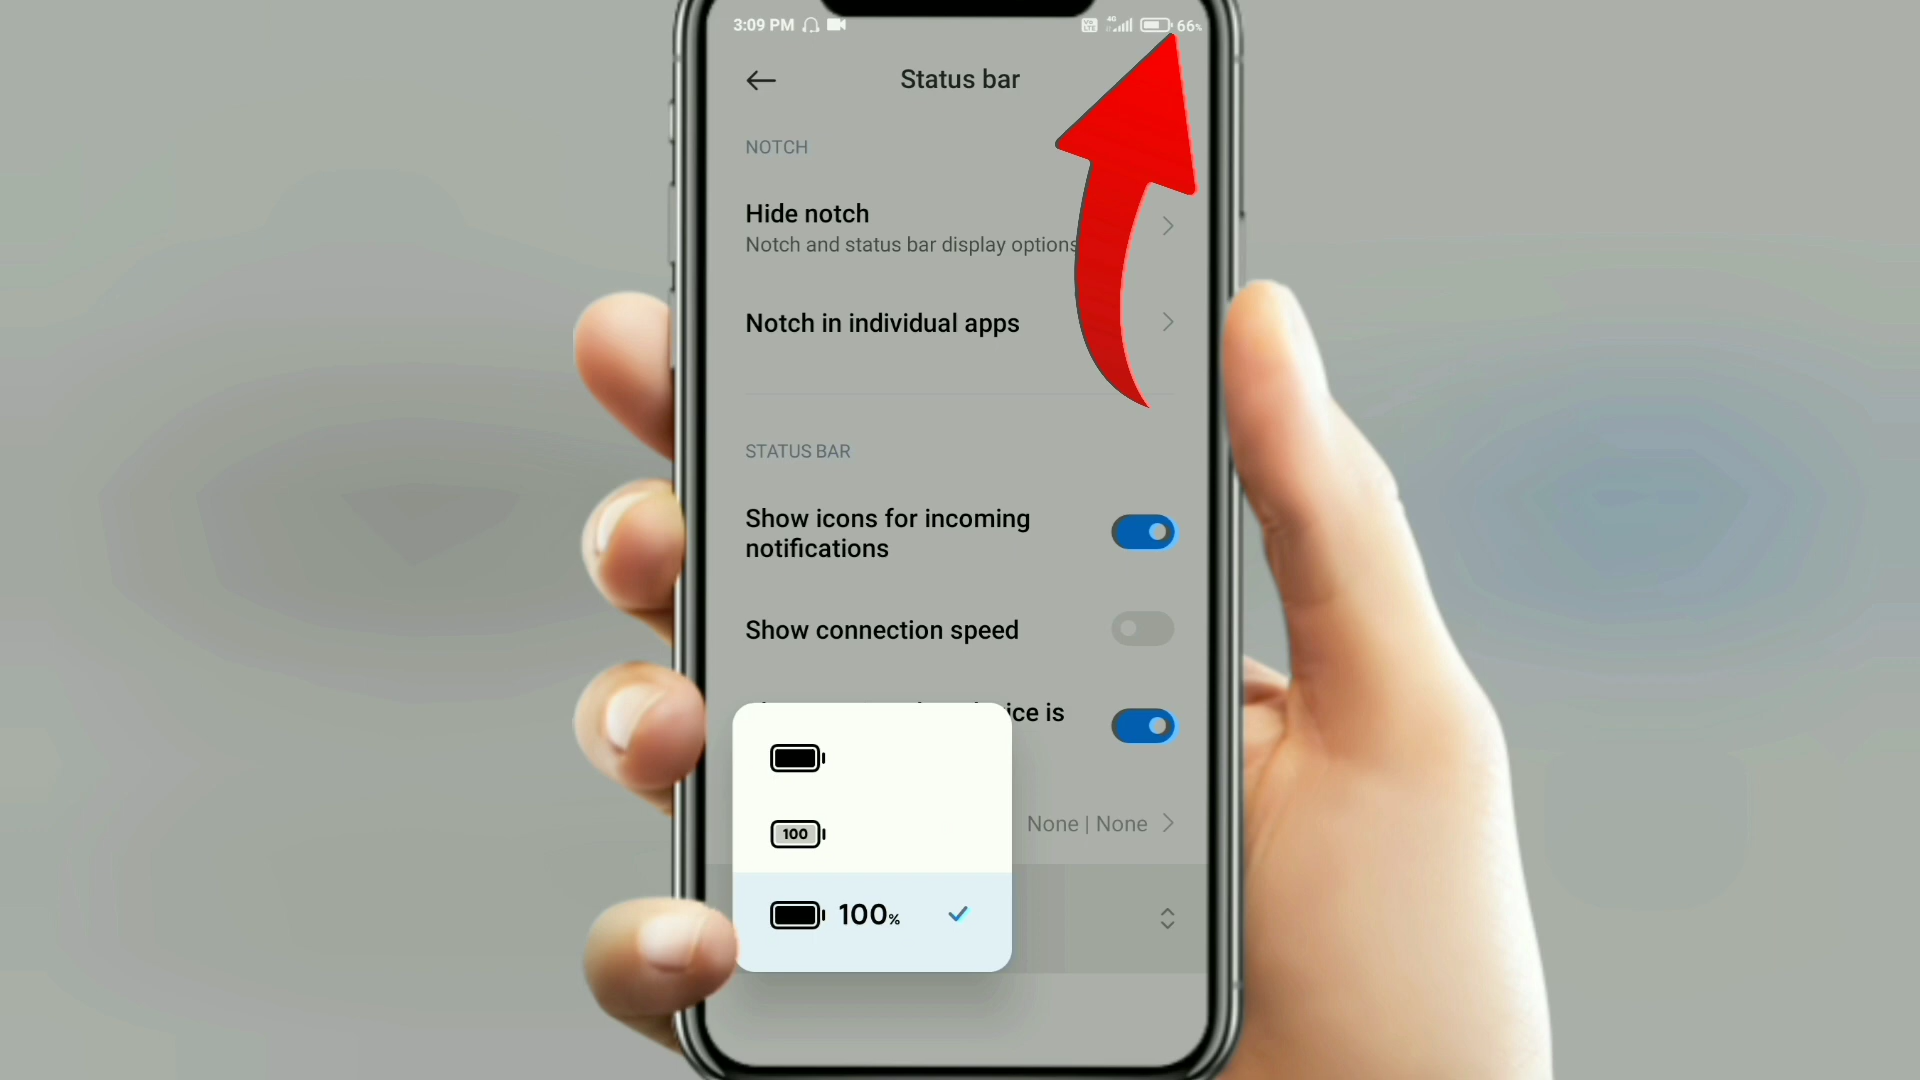 3:09 PM
4G
66%
Status bar
NOTCH
Hide notch
Notch and status bar display options
Notch in individual apps
STATUS BAR
Show icons for incoming
notifications
Show connection speed
is
None | None
100
100%